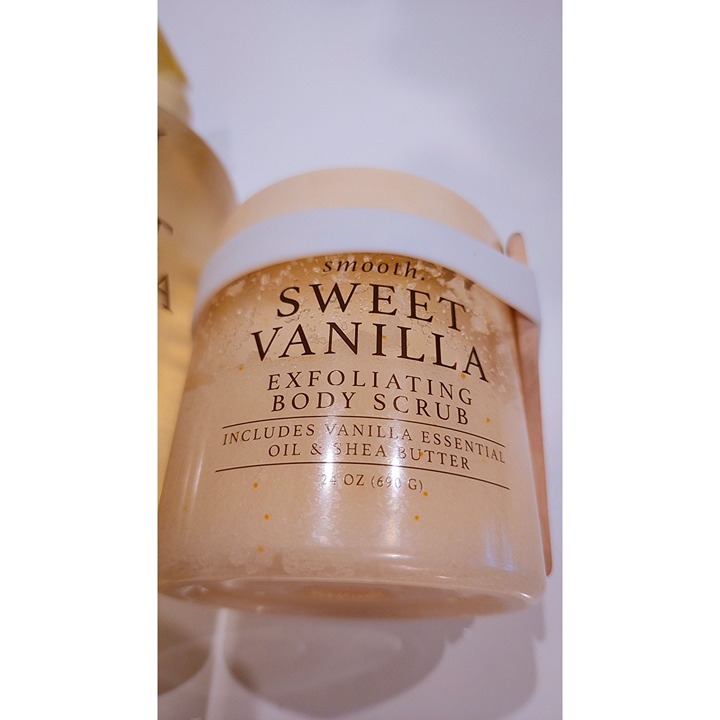 smooth.
SWEET
VANILLA
EXFOLIATING
BODY SCRUB
INCLUDES VANILLA ESSENTIAL
OIL & SHEA BUTTER
24 OZ (690 G)